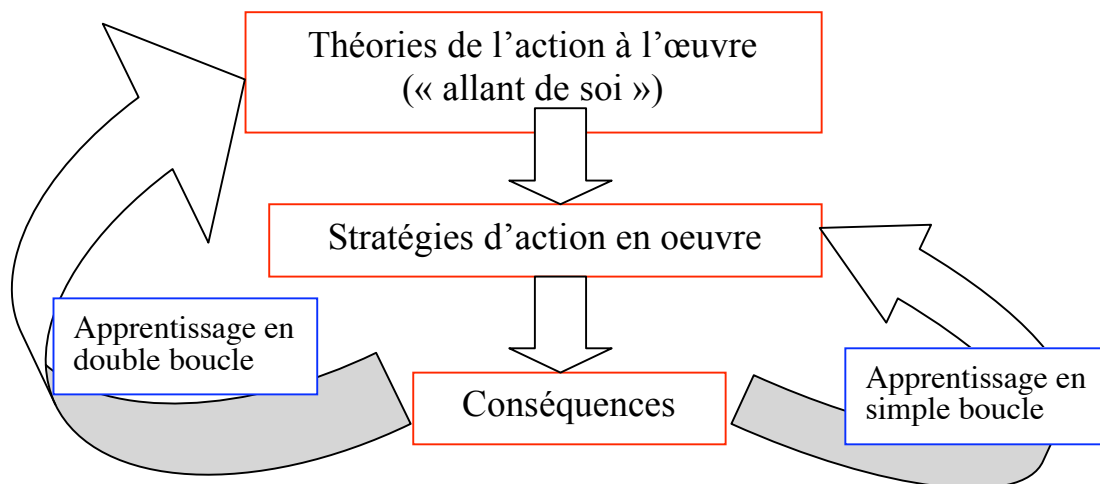 Théories de l’action à l’œuvre
(« allant de soi »)
Stratégies d’action en oeuvre
Apprentissage en
double boucle
Conséquences
Apprentissage en
simple boucle